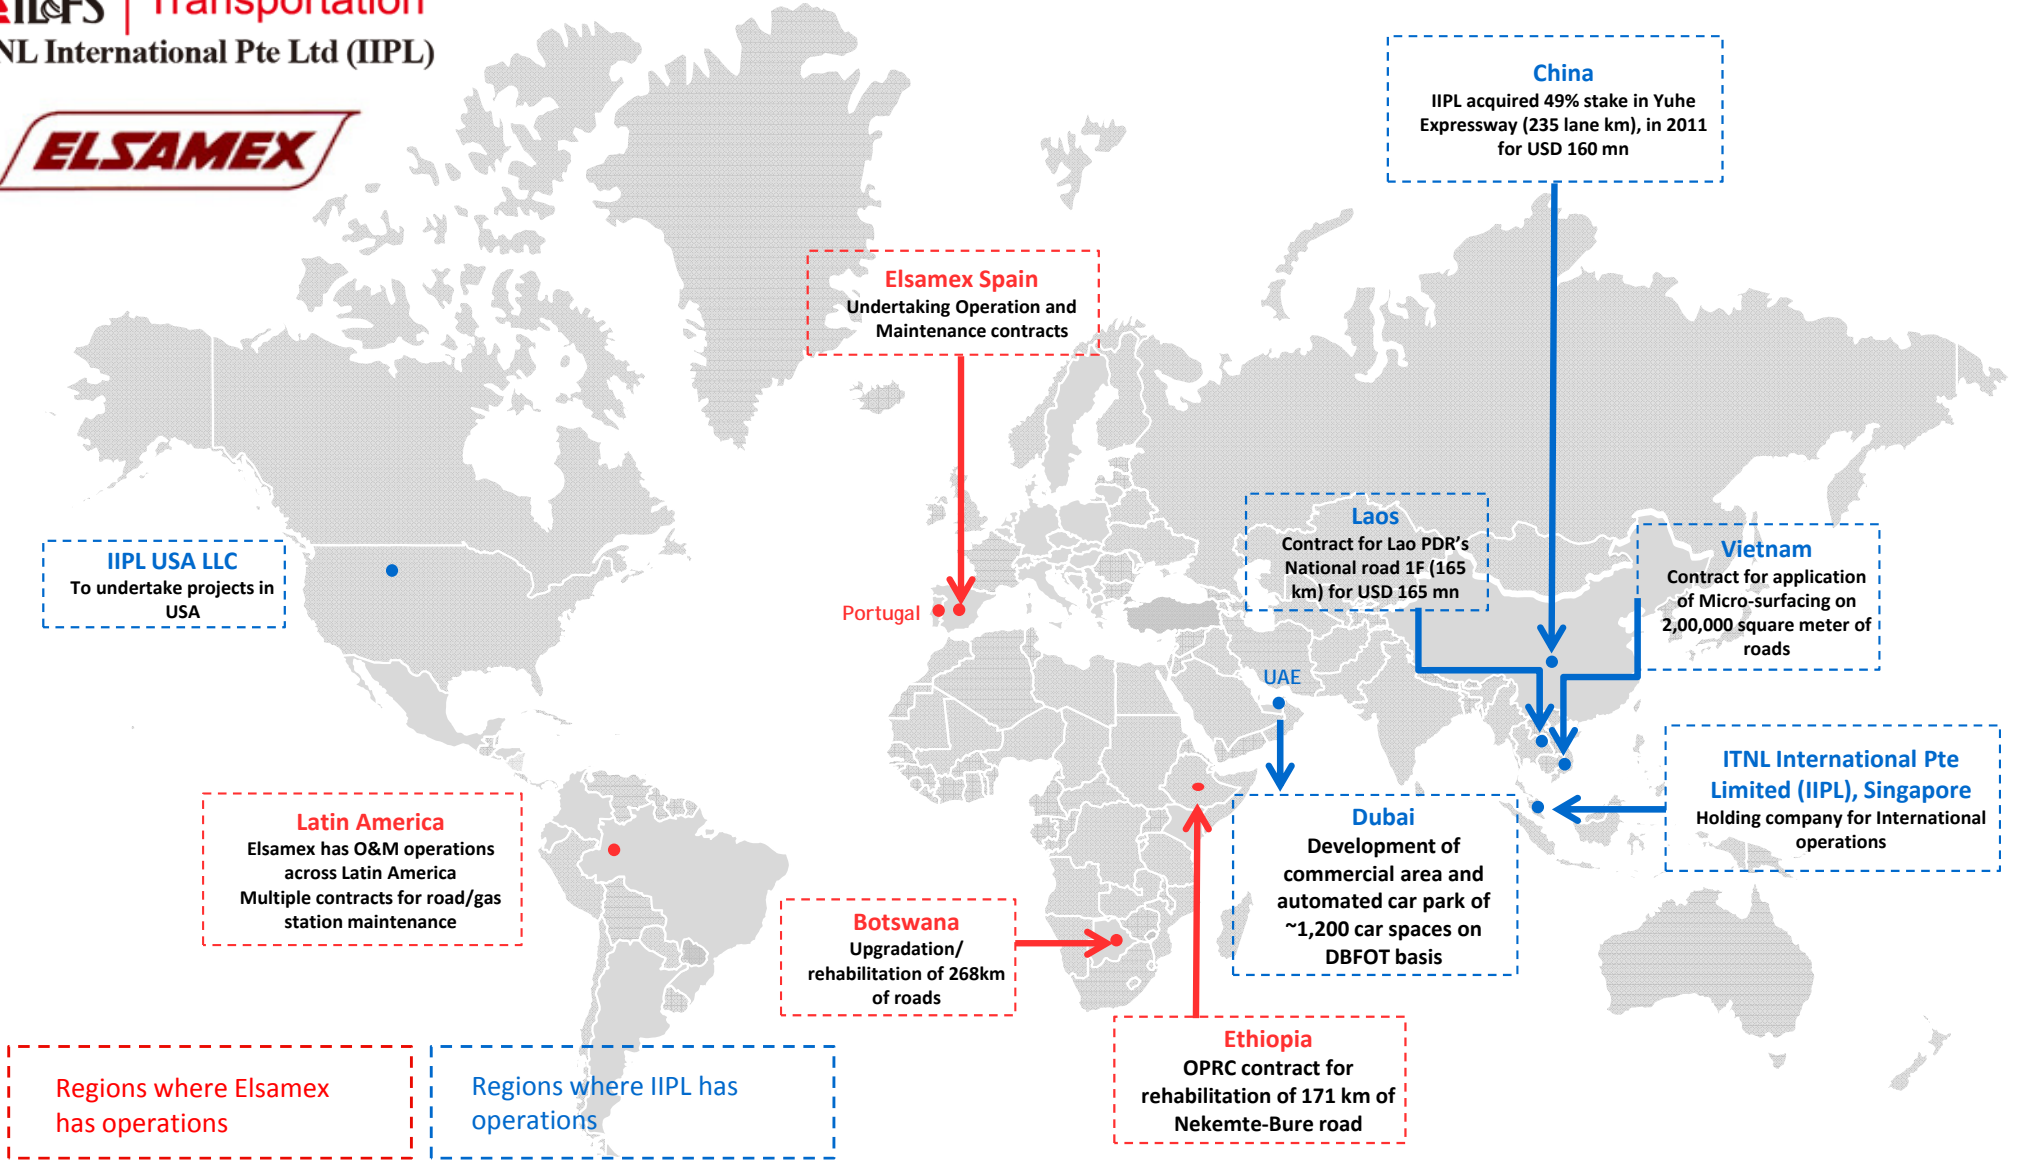 IL&FS Transportation
NL International Pte Ltd (IIPL)
ELSAMEX
China
IIPL acquired 49% stake in Yuhe
Expressway (235 lane km), in 2011
for USD 160 mn
Elsamex Spain
Undertaking Operation and
Maintenance contracts
Laos
Contract for Lao PDR’s
National road 1F (165
km) for USD 165 mn
Vietnam
Contract for application
of Micro-surfacing on
2,00,000 square meter of
roads
IIPL USA LLC
To undertake projects in
USA
Portugal
UAE
ITNL International Pte
Limited (IIPL), Singapore
Holding company for International
operations
Latin America
Elsamex has O&M operations
across Latin America
Multiple contracts for road/gas
station maintenance
Dubai
Development of
commercial area and
automated car park of
~1,200 car spaces on
DBFOT basis
Botswana
Upgradation/
rehabilitation of 268km
of roads
Ethiopia
OPRC contract for
rehabilitation of 171 km of
Nekemte-Bure road
Regions where Elsamex
has operations
Regions where IIPL has
operations